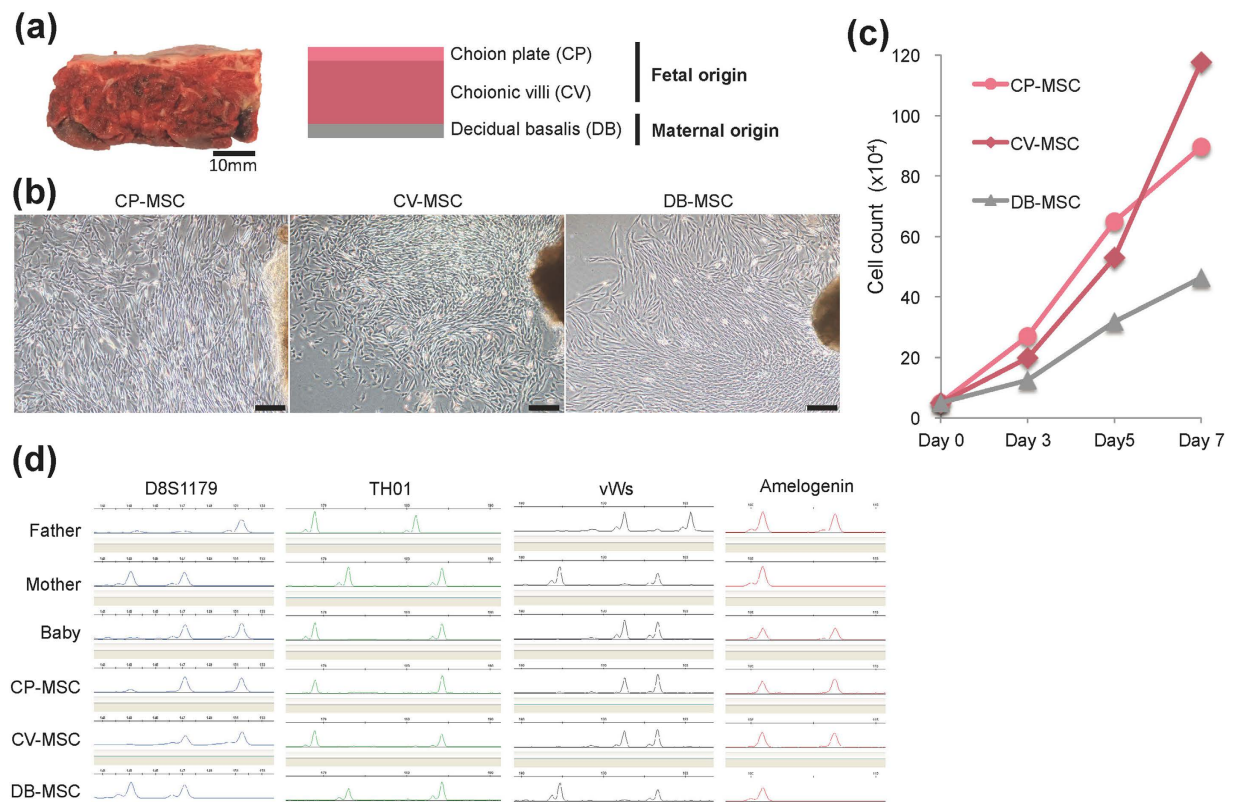 (a)
Choion plate (CP)
Choionic villi (CV)
Decidual basalis (DB)
Fetal origin
Maternal origin
10mm
(b)
CP-MSC
CV-MSC
DB-MSC
(c)
120
100
80
60
40
20
0
Cell count (x10⁴)
CP-MSC
CV-MSC
DB-MSC
Day 0
Day 3
Day5
Day 7
(d)
D8S1179
TH01
vWs
Amelogenin
Father
Mother
Baby
CP-MSC
CV-MSC
DB-MSC